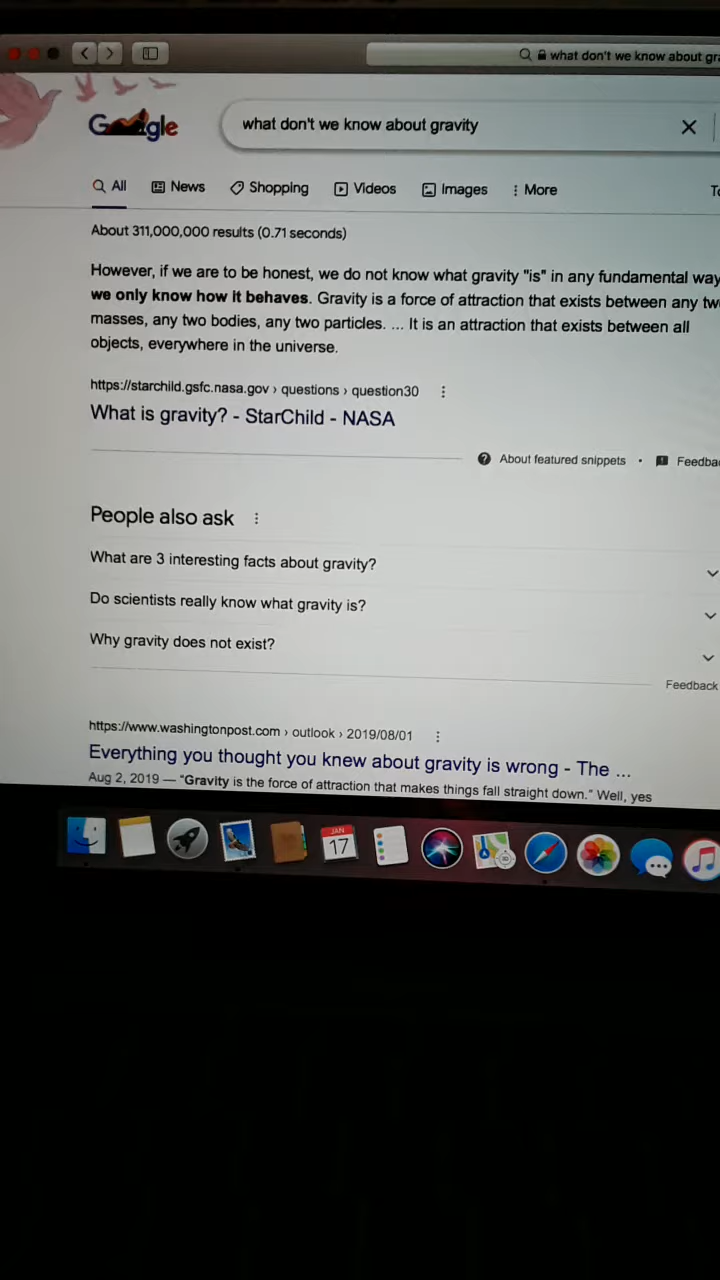 what don't we know about gra
Google
what don't we know about gravity
All News Shopping Videos Images More
About 311,000,000 results (0.71 seconds)
However, if we are to be honest, we do not know what gravity "is" in any fundamental way
we only know how it behaves. Gravity is a force of attraction that exists between any tw
masses, any two bodies, any two particles. ... It is an attraction that exists between all
objects, everywhere in the universe.
https://starchild.gsfc.nasa.gov › questions › question30
What is gravity? - StarChild - NASA
About featured snippets • Feedba
People also ask
What are 3 interesting facts about gravity?
Do scientists really know what gravity is?
Why gravity does not exist?
Feedback
https://www.washingtonpost.com › outlook › 2019/08/01
Everything you thought you knew about gravity is wrong - The ...
Aug 2, 2019 — "Gravity is the force of attraction that makes things fall straight down." Well, yes
JAN
17